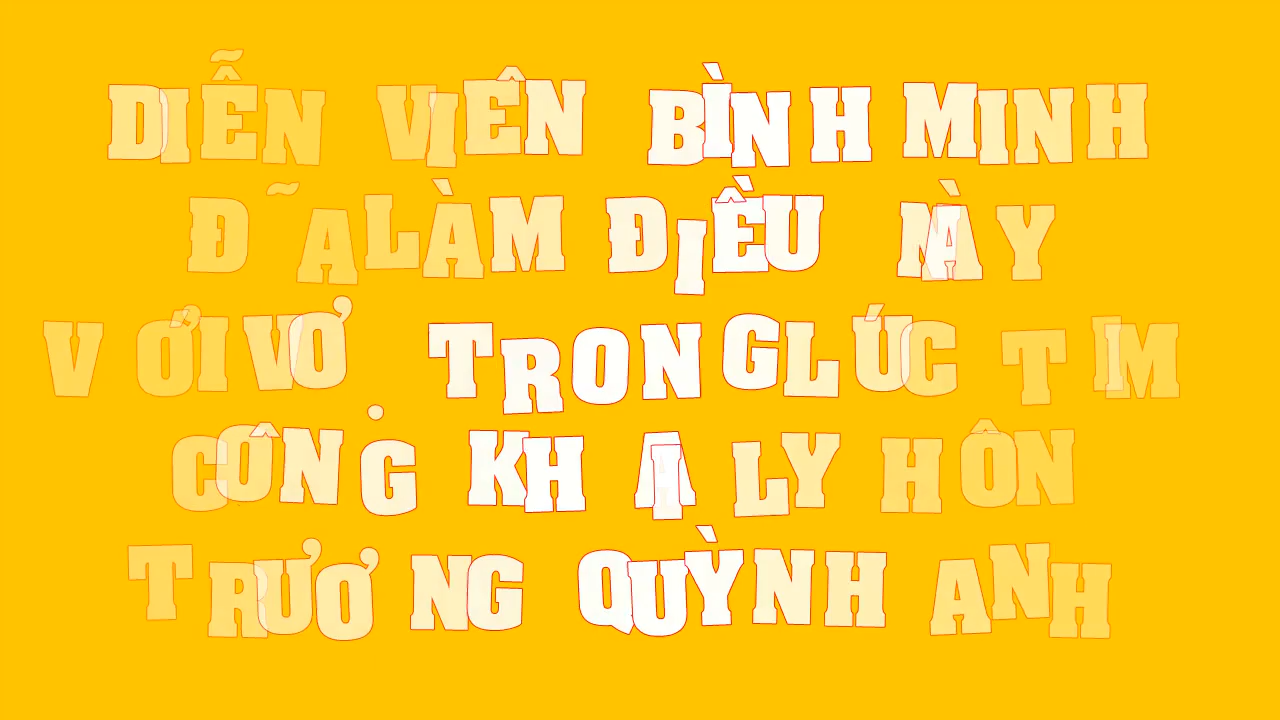 DIỄN VIÊN BÌNH MINH
ĐÃ LÀM ĐIỀU NÀY
VỚI VỢ TRONG LÚC TÌM
CÔNG KHAI LY HÔN
TRƯƠNG QUỲNH ANH